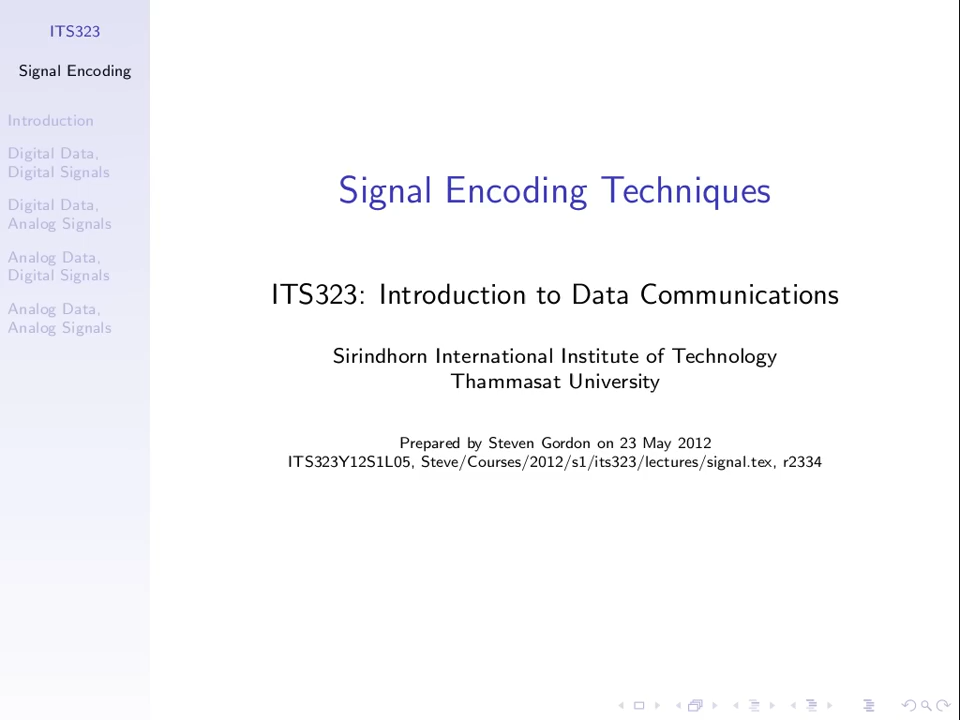 ITS323
Signal Encoding
Introduction
Digital Data,
Digital Signals
Digital Data,
Analog Signals
Analog Data,
Digital Signals
Analog Data,
Analog Signals
Signal Encoding Techniques
ITS323: Introduction to Data Communications
Sirindhorn International Institute of Technology
Thammasat University
Prepared by Steven Gordon on 23 May 2012
ITS323Y12S1L05, Steve/Courses/2012/s1/its323/lectures/signal.tex, r2334